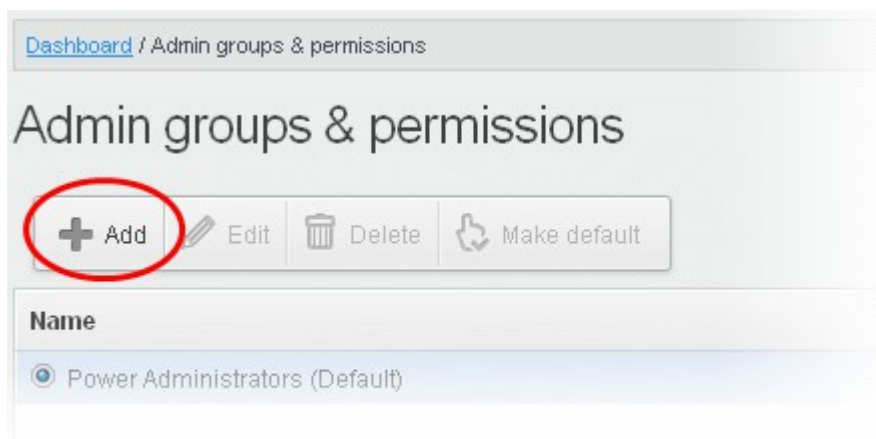 Dashboard / Admin groups & permissions
Admin groups & permissions
Add Edit Delete Make default
Name
Power Administrators (Default)